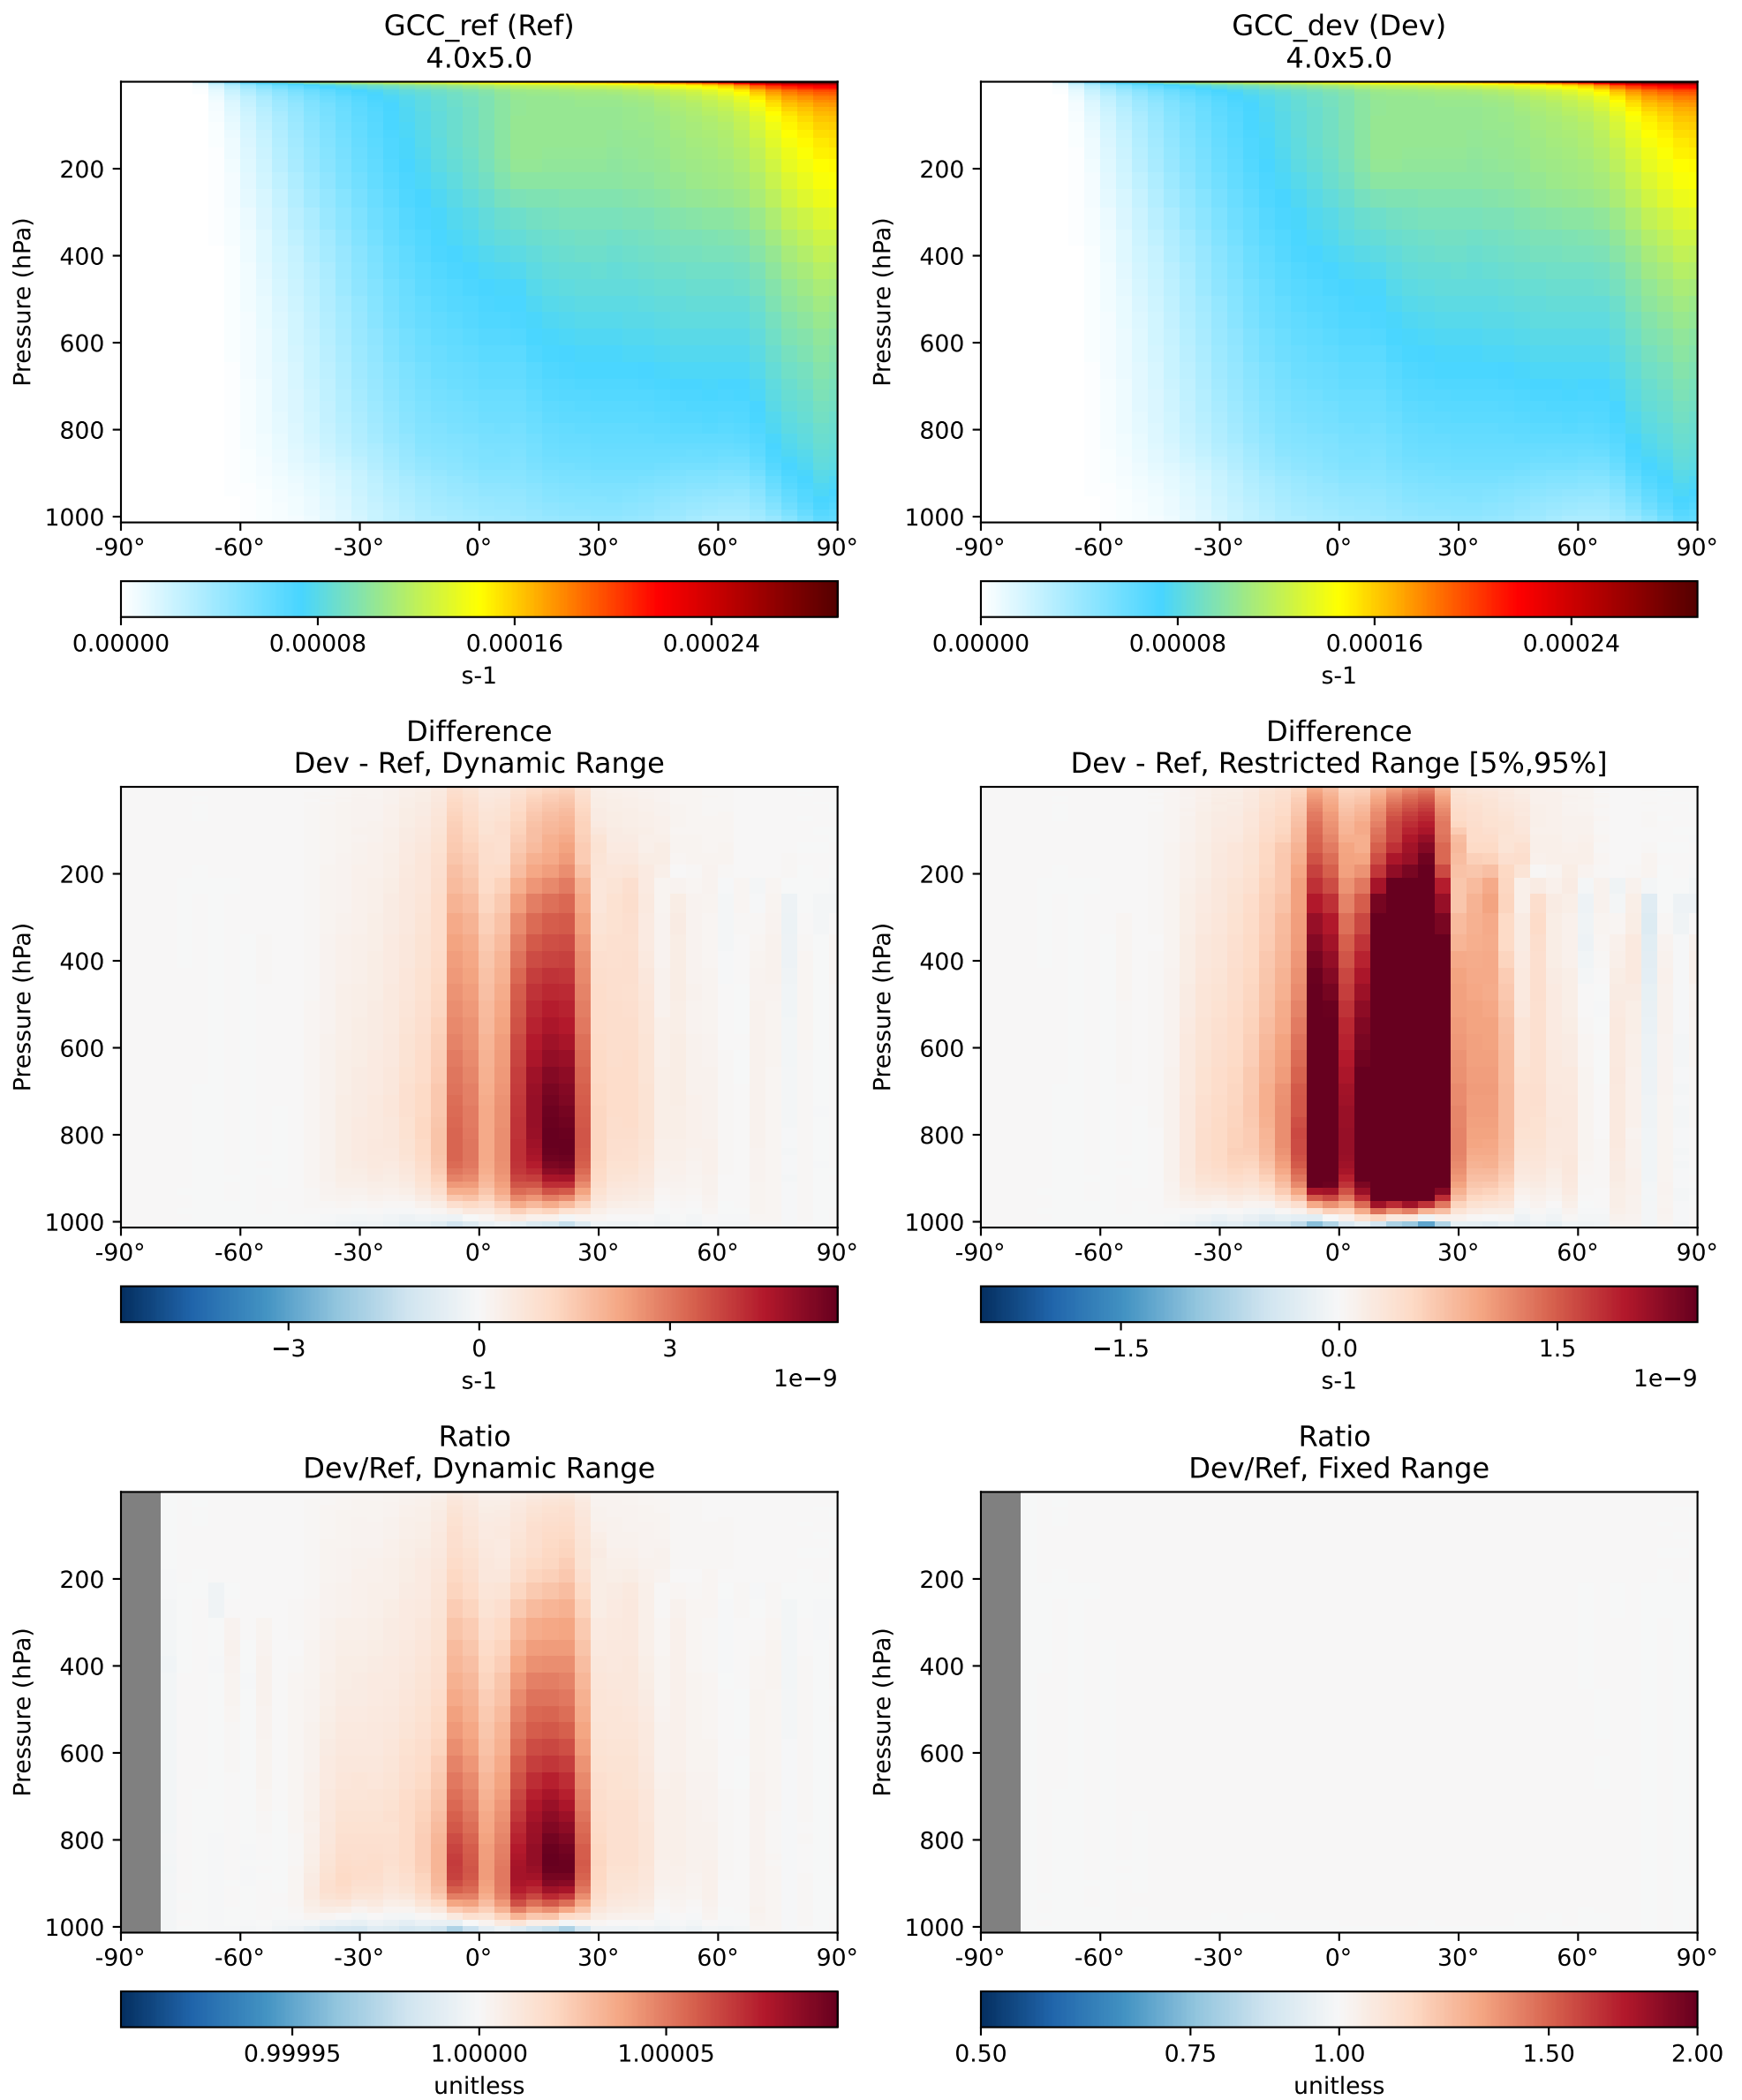 GCC_ref (Ref)
4.0x5.0
GCC_dev (Dev)
4.0x5.0
Pressure (hPa)
200
400
600
800
1000
-90° -60° -30° 0° 30° 60° 90°
0.00000 0.00008 0.00016 0.00024
s-1
Pressure (hPa)
200
400
600
800
1000
-90° -60° -30° 0° 30° 60° 90°
0.00000 0.00008 0.00016 0.00024
s-1
Difference
Dev - Ref, Dynamic Range
Difference
Dev - Ref, Restricted Range [5%,95%]
Pressure (hPa)
200
400
600
800
1000
-90° -60° -30° 0° 30° 60° 90°
−3 0 3
s-1
1e−9
Pressure (hPa)
200
400
600
800
1000
-90° -60° -30° 0° 30° 60° 90°
−1.5 0.0 1.5
s-1
1e−9
Ratio
Dev/Ref, Dynamic Range
Ratio
Dev/Ref, Fixed Range
Pressure (hPa)
200
400
600
800
1000
-90° -60° -30° 0° 30° 60° 90°
0.99995 1.00000 1.00005
unitless
Pressure (hPa)
200
400
600
800
1000
-90° -60° -30° 0° 30° 60° 90°
0.50 0.75 1.00 1.50 2.00
unitless